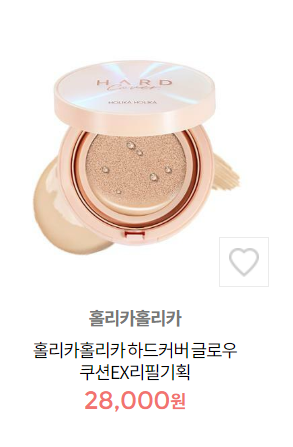 HARD
Cover
HOLIKA HOLIKA
홀리카홀리카
홀리카홀리카 하드커버 글로우
쿠션EX리필기획
28,000원